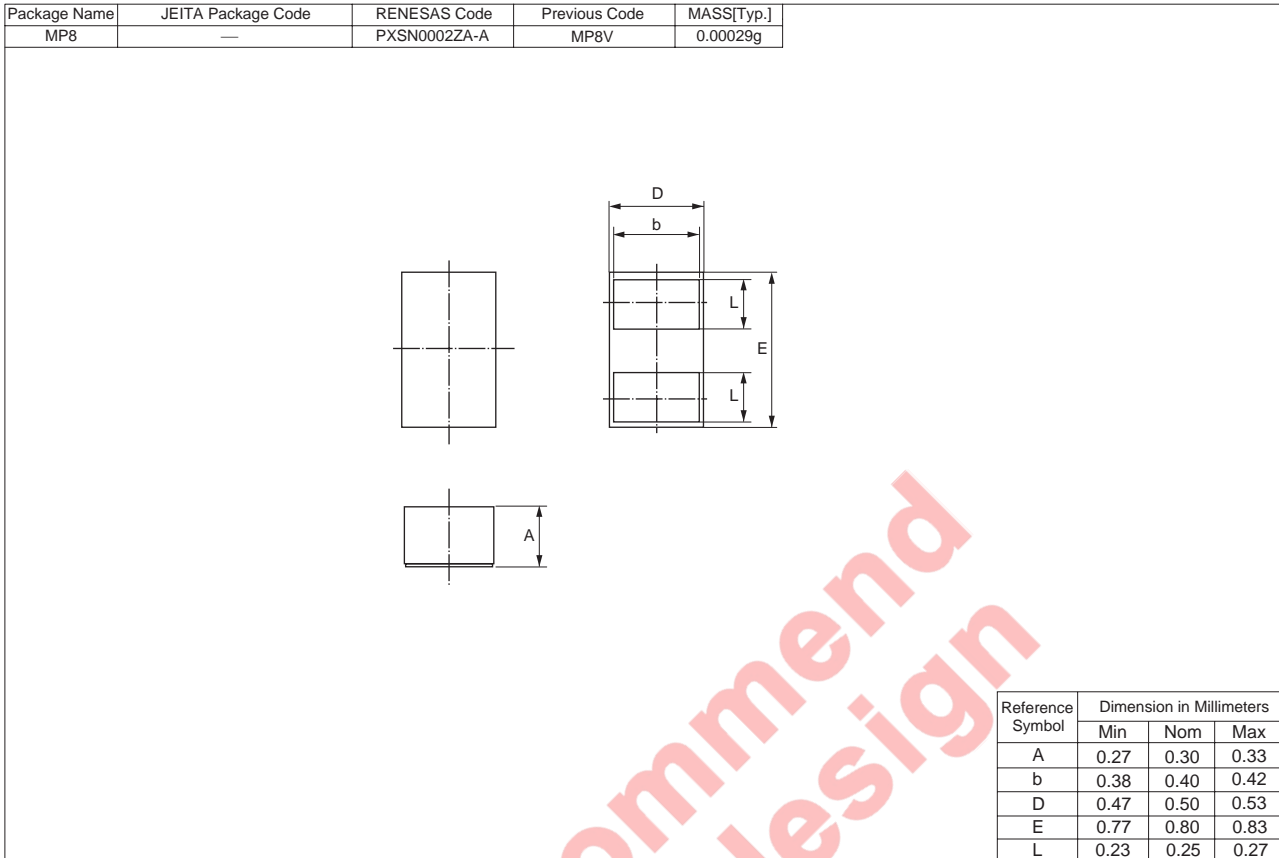 Package Name JEITA Package Code RENESAS Code Previous Code MASS[Typ.]
MP8 — PXSN0002ZA-A MP8V 0.00029g
D
b
L
E
L
A
Reference Symbol Dimension in Millimeters
Min Nom Max
A 0.27 0.30 0.33
b 0.38 0.40 0.42
D 0.47 0.50 0.53
E 0.77 0.80 0.83
L 0.23 0.25 0.27
ommend
design